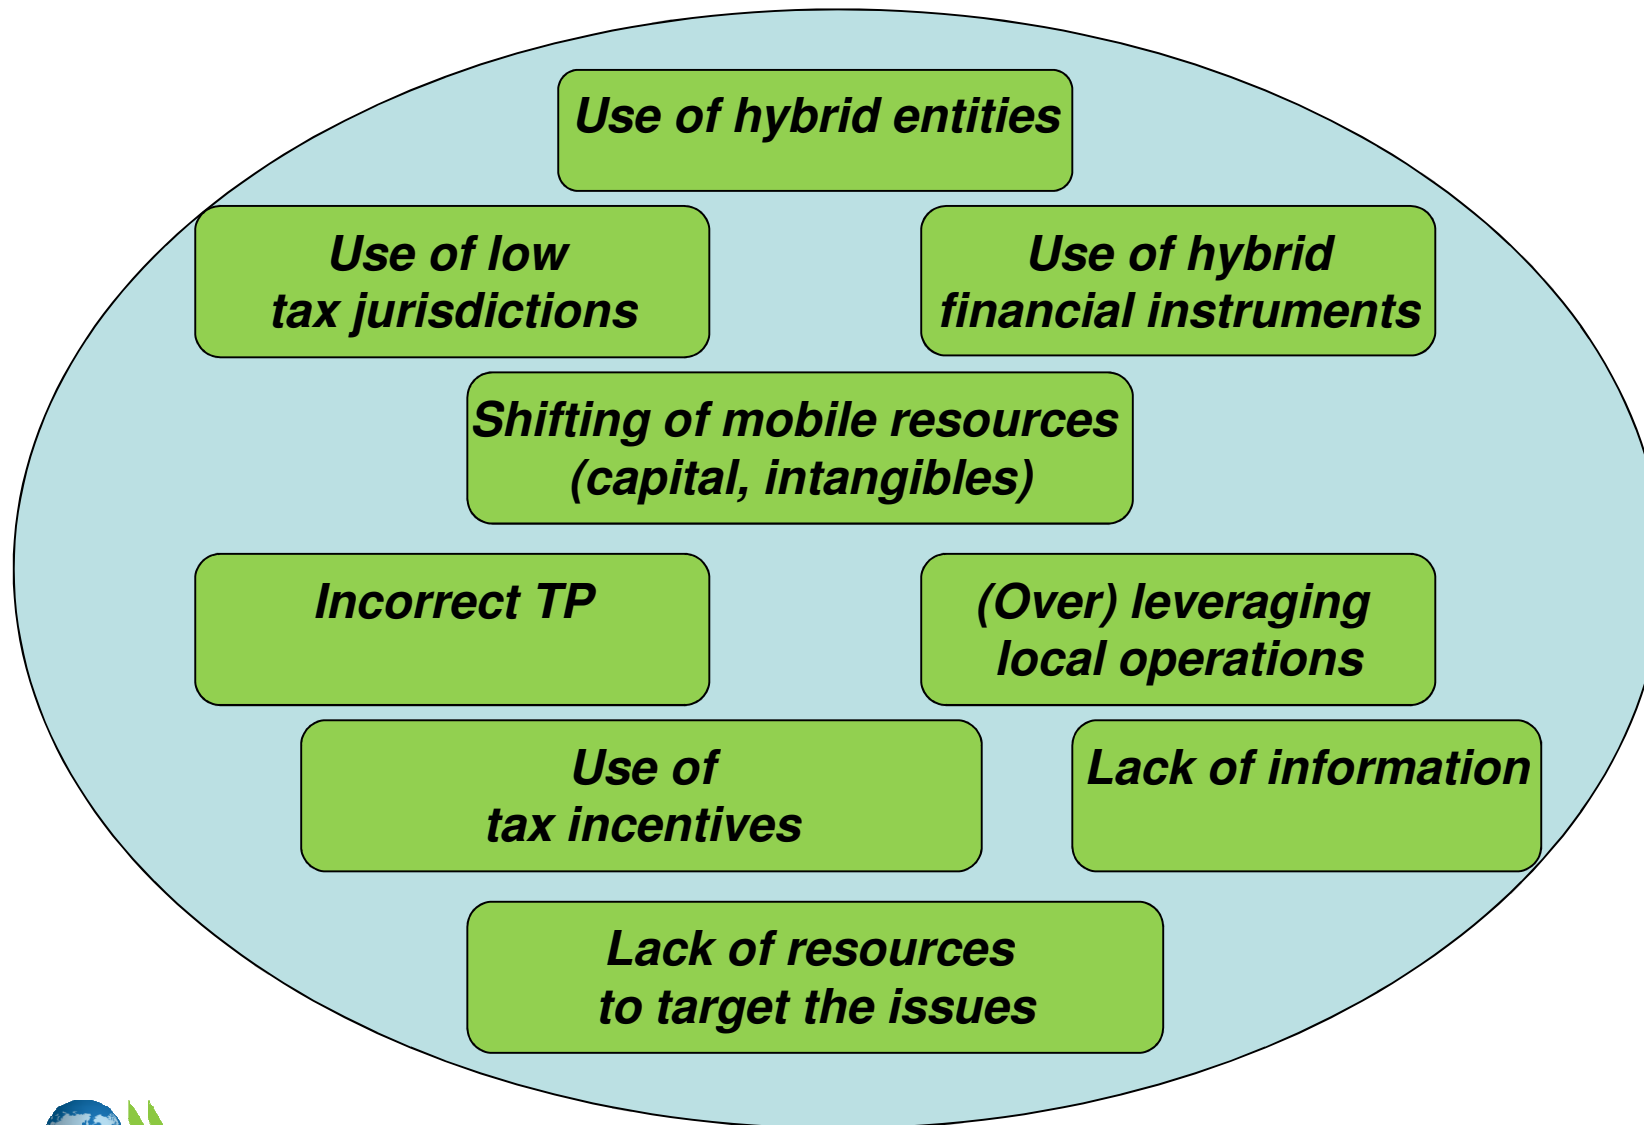 Use of hybrid entities
Use of low
tax jurisdictions
Use of hybrid
financial instruments
Shifting of mobile resources
(capital, intangibles)
Incorrect TP
(Over) leveraging
local operations
Use of
tax incentives
Lack of information
Lack of resources
to target the issues